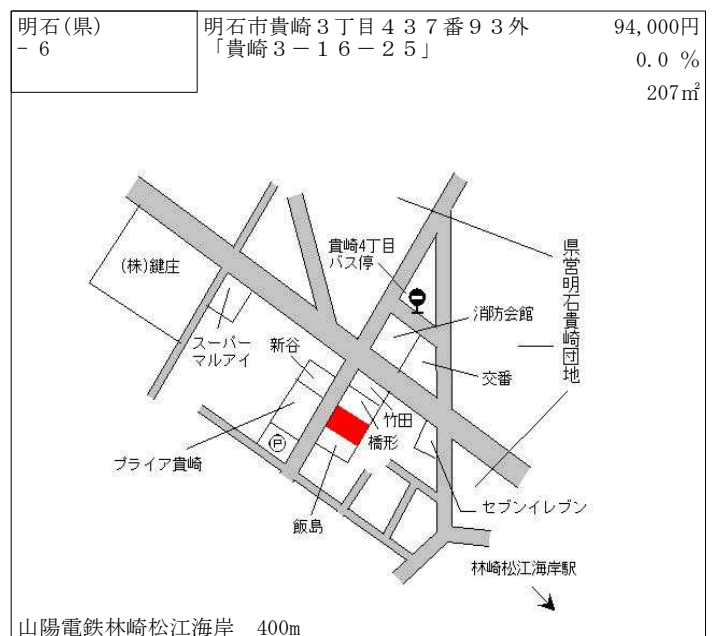 明石(県)
- 6
明石市貴崎３丁目４３７番９３外
「貴崎３－１６－２５」
94,000円
0.0 %
207㎡
(株)鍵庄
貴崎4丁目
バス停
県営明石貴崎団地
消防会館
スーパー
マルアイ
新谷
交番
竹田
橋形
プライア貴崎
Ⓟ
セブンイレブン
飯島
林崎松江海岸駅
山陽電鉄林崎松江海岸　400m